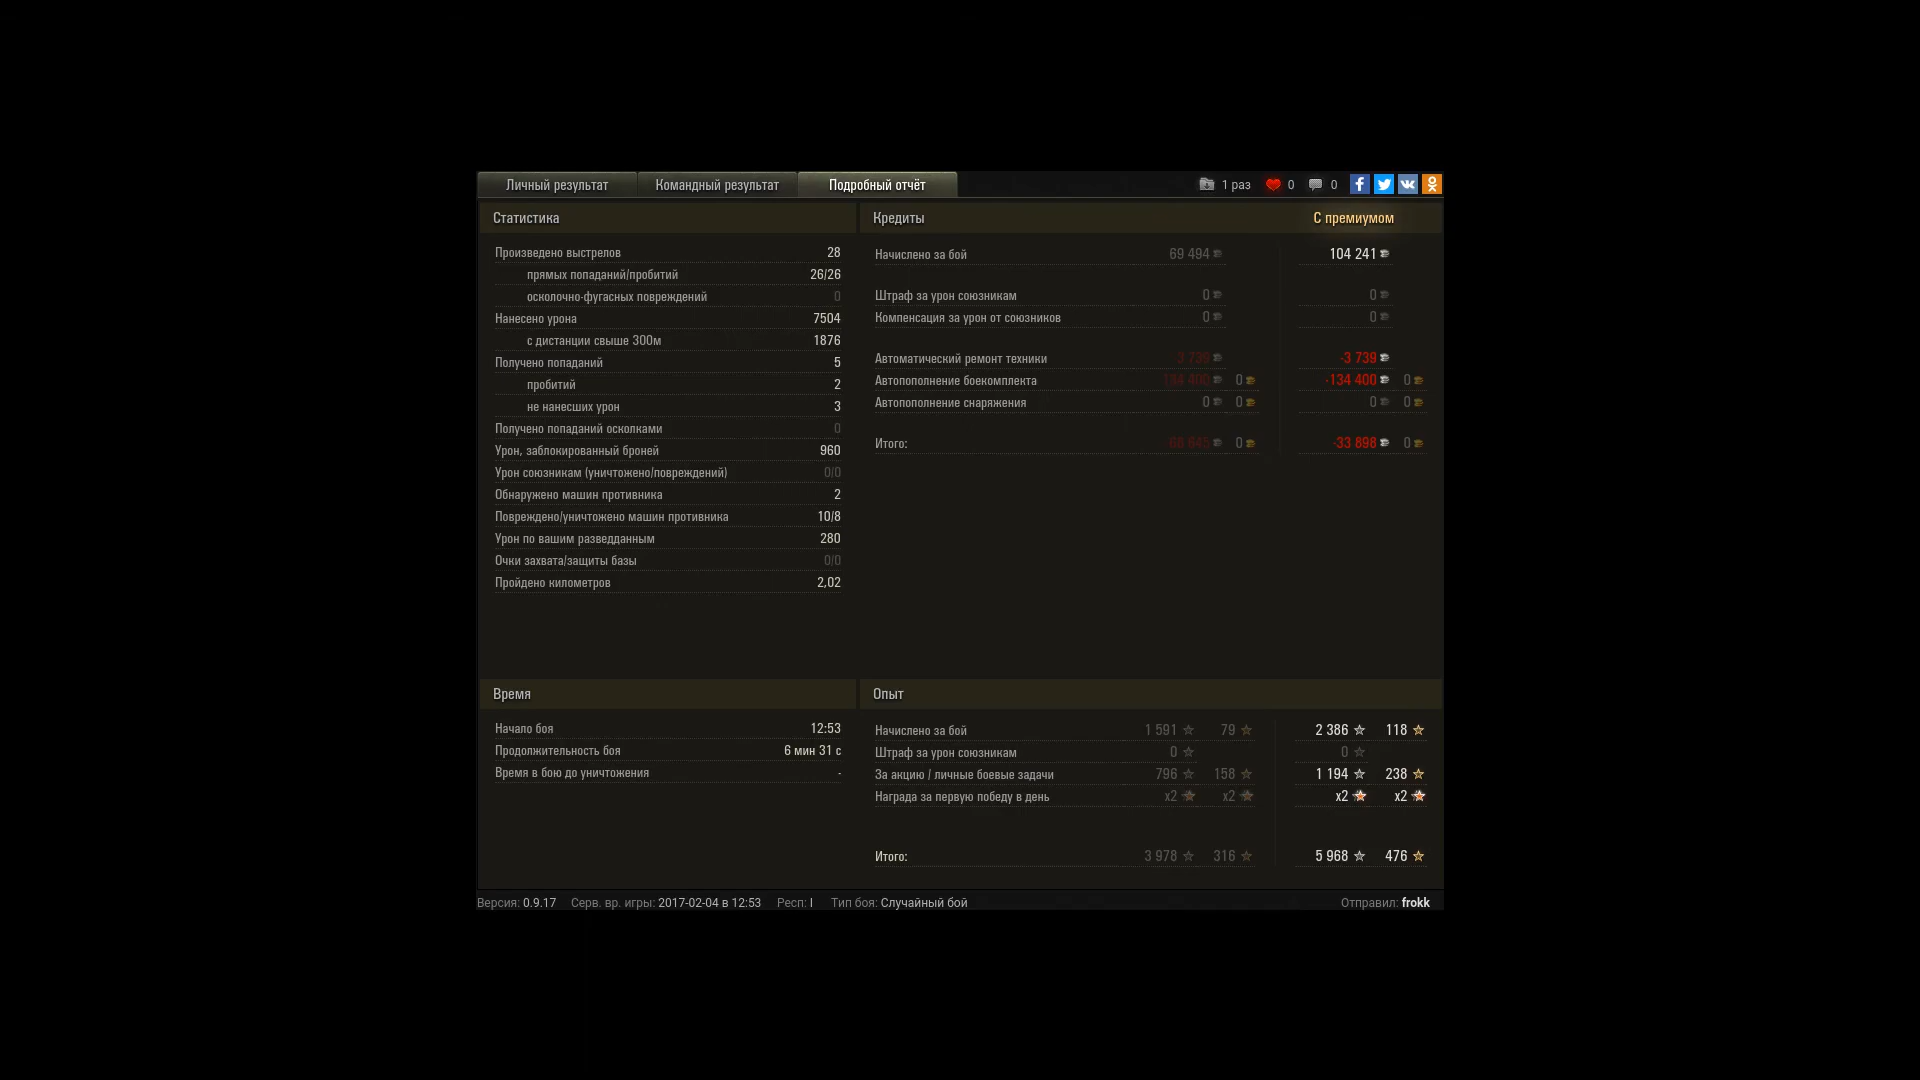 Личный результат Командный результат Подробный отчёт 1 раз 0 0
Статистика
Произведено выстрелов 28
прямых попаданий/пробитий 26/26
осколочно-фугасных повреждений 0
Нанесено урона 7504
с дистанции свыше 300м 1876
Получено попаданий 5
пробитий 2
не нанесших урон 3
Получено попаданий осколками 0
Урон, заблокированный броней 960
Урон союзникам (уничтожено/повреждений) 0/0
Обнаружено машин противника 2
Повреждено/уничтожено машин противника 10/8
Урон по вашим разведданным 280
Очки захвата/защиты базы 0/0
Пройдено километров 2,02
Кредиты С премиумом
Начислено за бой 69 494 104 241
Штраф за урон союзникам 0 0
Компенсация за урон от союзников 0 0
Автоматический ремонт техники -3 739 -3 739
Автопополнение боекомплекта -134 400 0 -134 400 0
Автопополнение снаряжения 0 0 0 0
Итого: -68 645 0 -33 898 0
Время
Начало боя 12:53
Продолжительность боя 6 мин 31 с
Время в бою до уничтожения -
Опыт
Начислено за бой 1 591 79 2 386 118
Штраф за урон союзникам 0 0
За акцию / личные боевые задачи 796 158 1 194 238
Награда за первую победу в день x2 x2 x2 x2
Итого: 3 978 316 5 968 476
Версия: 0.9.17 Серв. вр. игры: 2017-02-04 в 12:53 Респ: I Тип боя: Случайный бой Отправил: frokk